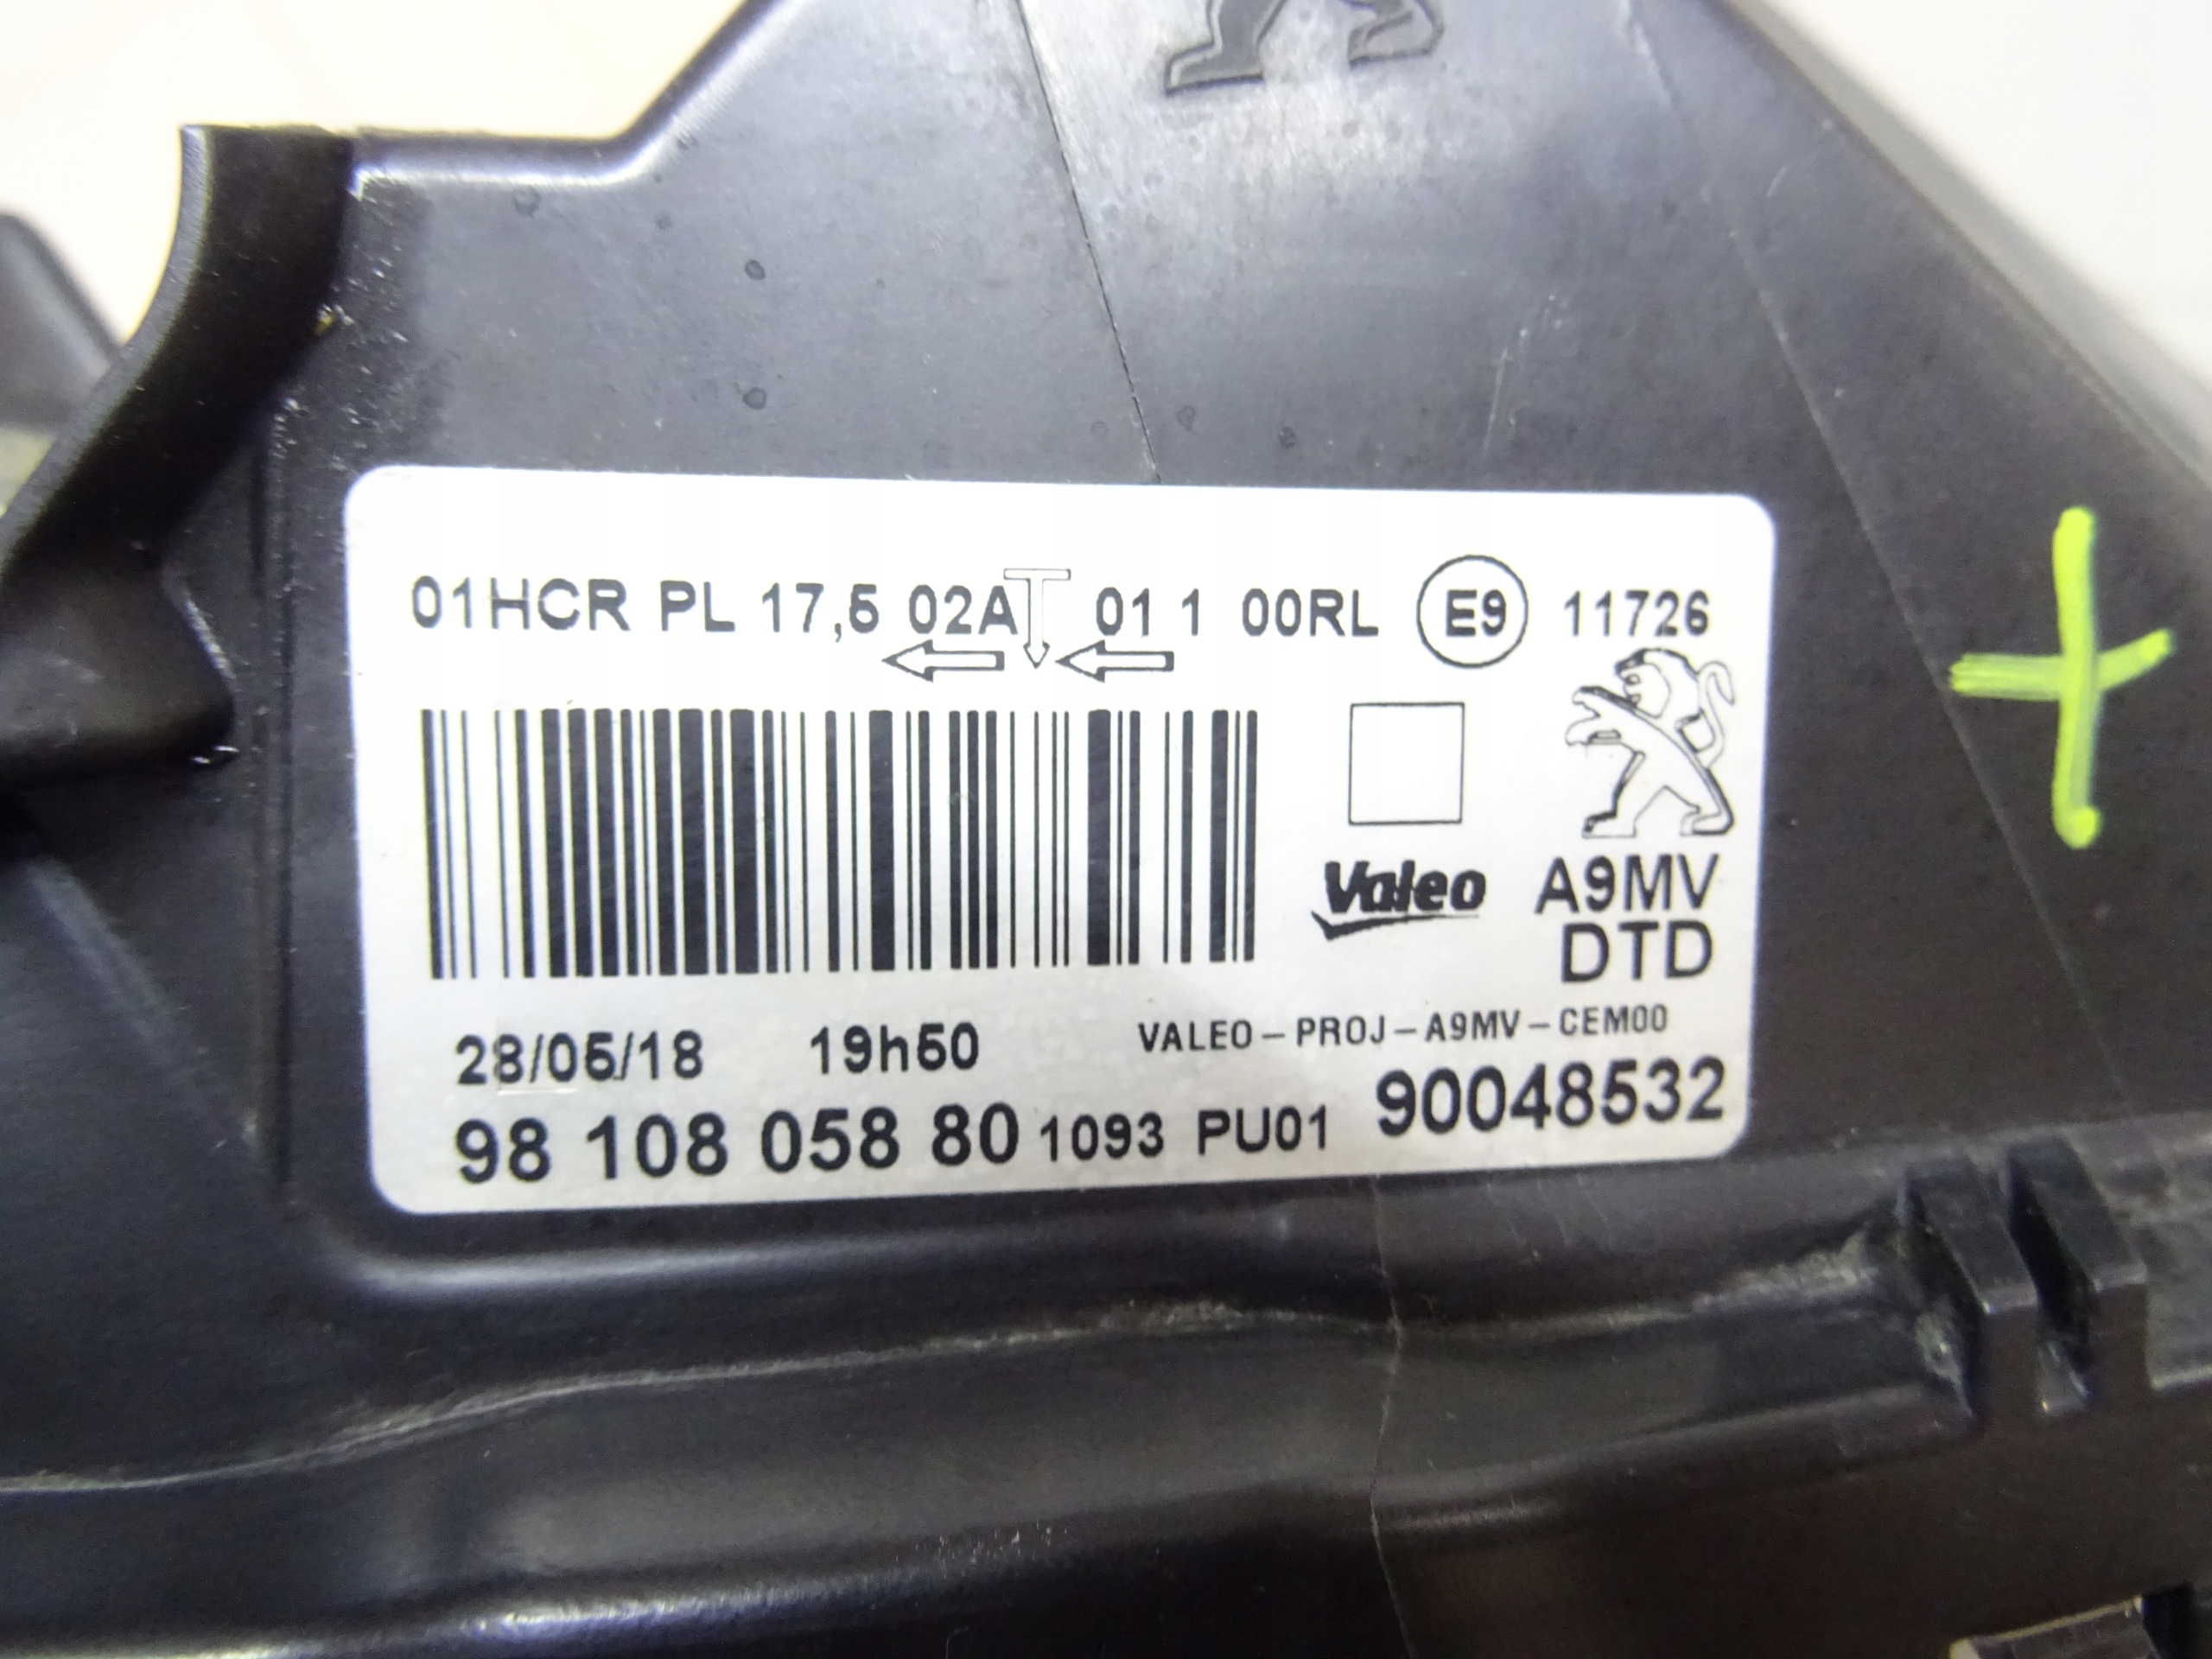 01HCR PL 17,5 02A 01 1 00RL E9 11726
Valeo
A9MV
DTD
VALEO-PROJ-A9MV-CEM00
28/05/18 19h50
98 108 058 80 1093 PU01 90048532